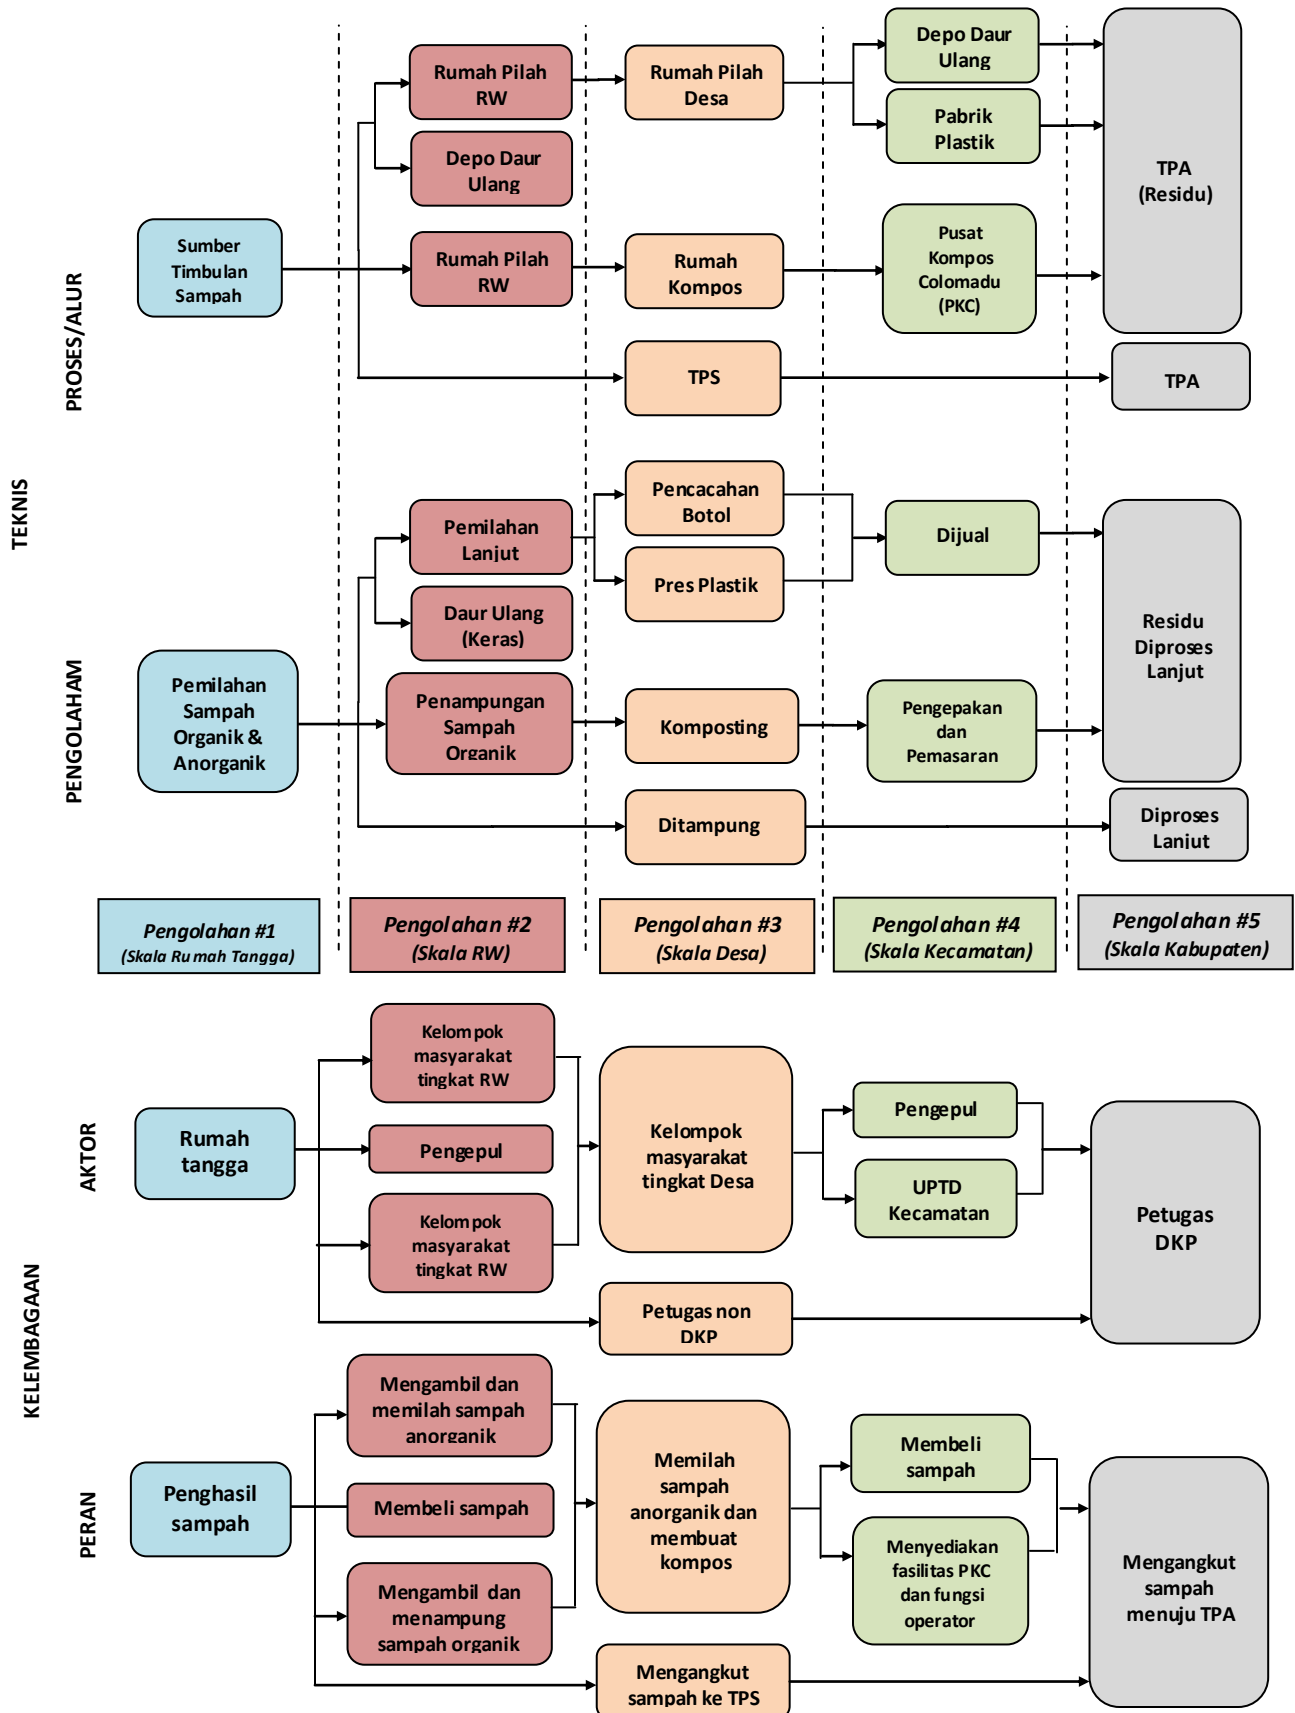 TEKNIS
PROSES/ALUR
Sumber
Timbulan
Sampah
Rumah Pilah
RW
Depo Daur
Ulang
Rumah Pilah
RW
Rumah Pilah
Desa
Rumah
Kompos
TPS
Depo Daur
Ulang
Pabrik
Plastik
Pusat
Kompos
Colomadu
(PKC)
TPA
(Residu)
TPA
PENGOLAHAM
Pemilahan
Sampah
Organik &
Anorganik
Pemilahan
Lanjut
Daur Ulang
(Keras)
Penampungan
Sampah
Organik
Pencacahan
Botol
Pres Plastik
Komposting
Ditampung
Dijual
Pengepakan
dan
Pemasaran
Residu
Diproses
Lanjut
Diproses
Lanjut
Pengolahan #1
(Skala Rumah Tangga)
Pengolahan #2
(Skala RW)
Pengolahan #3
(Skala Desa)
Pengolahan #4
(Skala Kecamatan)
Pengolahan #5
(Skala Kabupaten)
KELEMBAGAAN
AKTOR
Rumah
tangga
Kelompok
masyarakat
tingkat RW
Pengepul
Kelompok
masyarakat
tingkat RW
Kelompok
masyarakat
tingkat Desa
Petugas non
DKP
Pengepul
UPTD
Kecamatan
Petugas
DKP
PERAN
Penghasil
sampah
Mengambil dan
memilah sampah
anorganik
Membeli sampah
Mengambil dan
menampung
sampah organik
Memilah
sampah
anorganik dan
membuat
kompos
Mengangkut
sampah ke TPS
Membeli
sampah
Menyediakan
fasilitas PKC
dan fungsi
operator
Mengangkut
sampah
menuju TPA